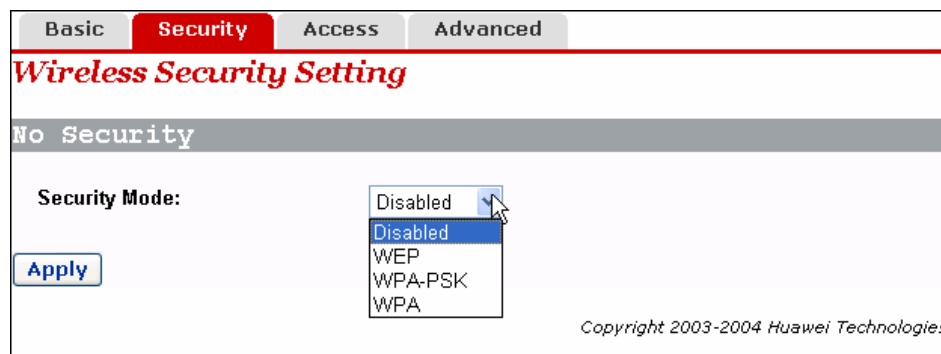 Basic Security Access Advanced
Wireless Security Setting
No Security
Security Mode: Disabled
Disabled
WEP
WPA-PSK
WPA
Apply
Copyright 2003-2004 Huawei Technologies